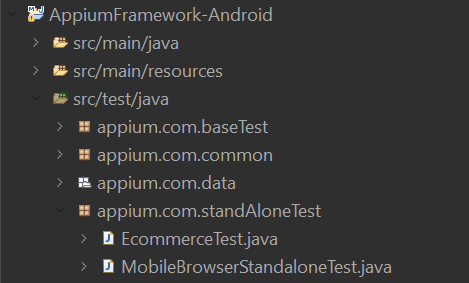 AppiumFramework-Android
src/main/java
src/main/resources
src/test/java
appium.com.baseTest
appium.com.common
appium.com.data
appium.com.standAloneTest
EcommerceTest.java
MobileBrowserStandaloneTest.java